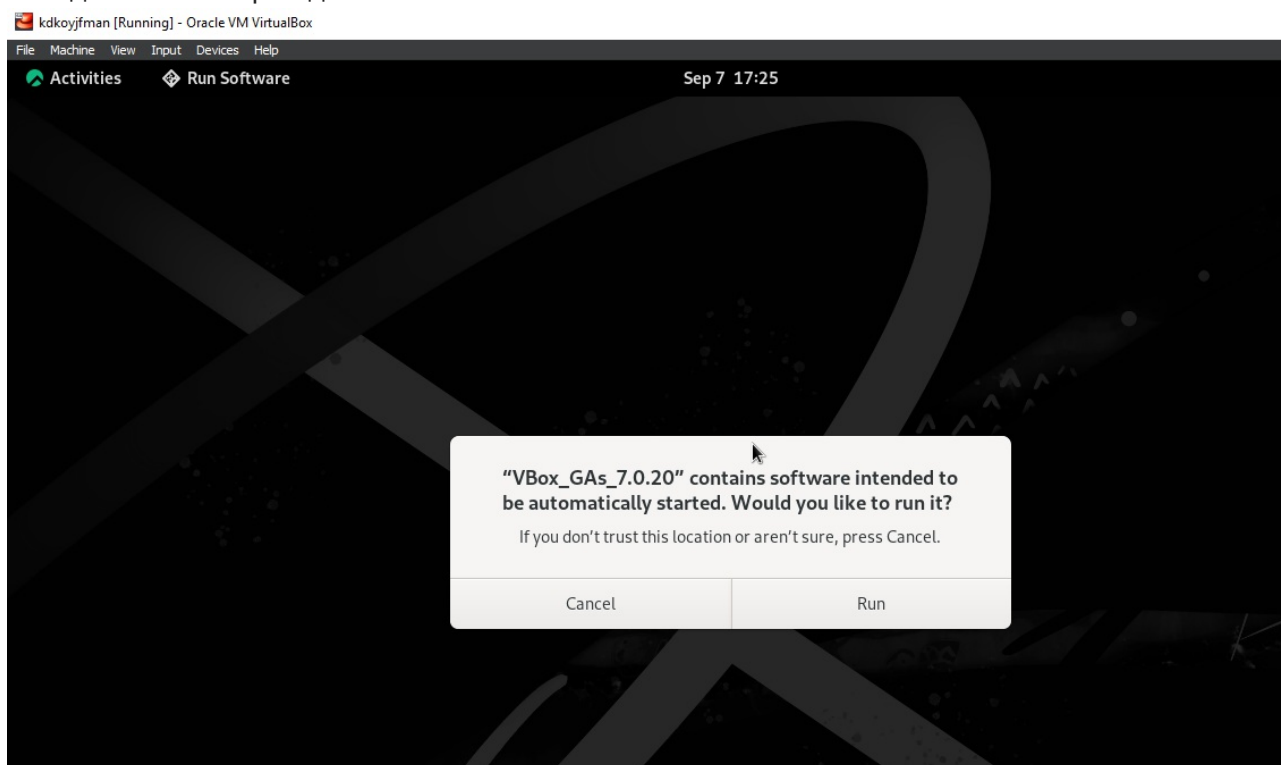 kdkoyjfman [Running] - Oracle VM VirtualBox
File Machine View Input Devices Help
Activities Run Software Sep 7 17:25
"VBox_GAs_7.0.20" contains software intended to
be automatically started. Would you like to run it?
If you don't trust this location or aren't sure, press Cancel.
Cancel Run